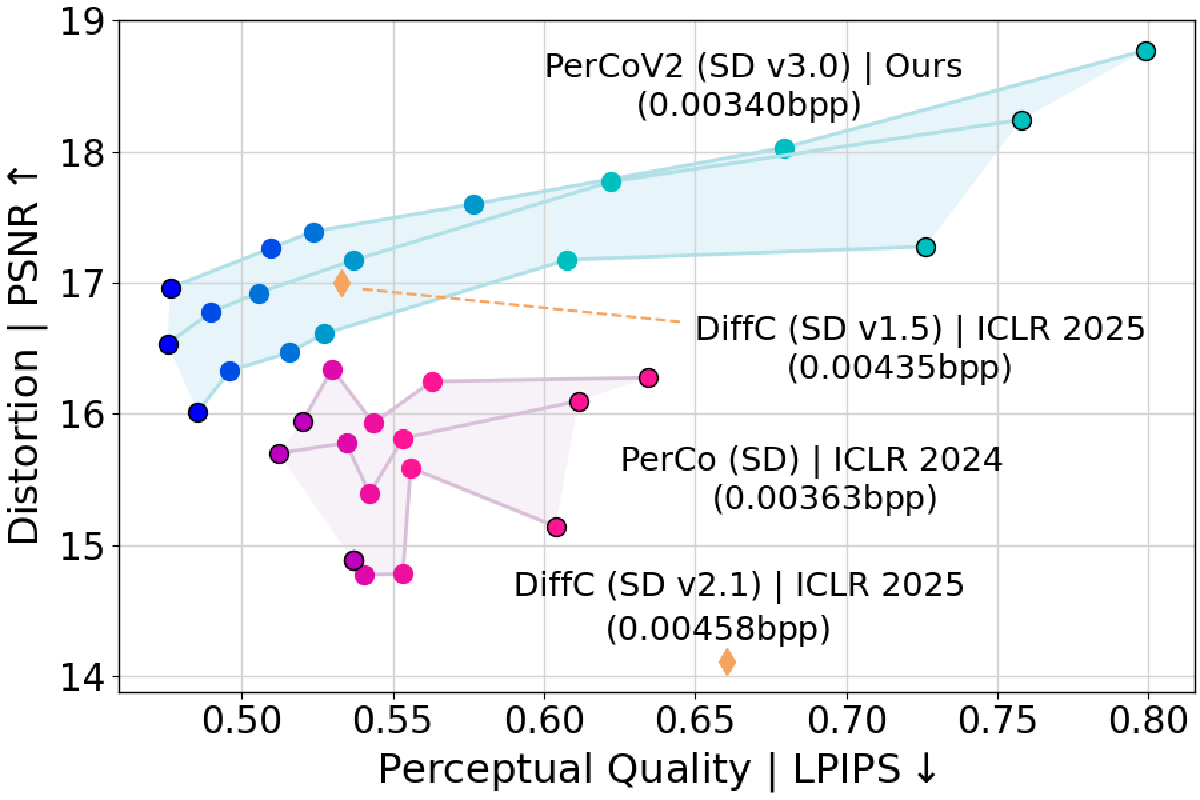 19
18
17
16
15
14
Distortion | PSNR ↑
PerCoV2 (SD v3.0) | Ours
(0.00340bpp)
DiffC (SD v1.5) | ICLR 2025
(0.00435bpp)
PerCo (SD) | ICLR 2024
(0.00363bpp)
DiffC (SD v2.1) | ICLR 2025
(0.00458bpp)
0.50 0.55 0.60 0.65 0.70 0.75 0.80
Perceptual Quality | LPIPS ↓